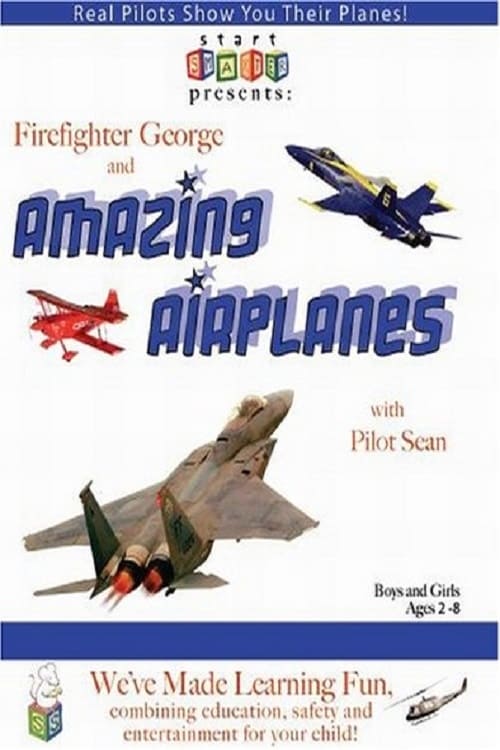 Real Pilots Show You Their Planes!
start
SMARTER
presents:
Firefighter George
and
AMAZING
AIRPLANES
with
Pilot Sean
Boys and Girls
Ages 2 -8
We've Made Learning Fun,
combining education, safety and
entertainment for your child!
S S